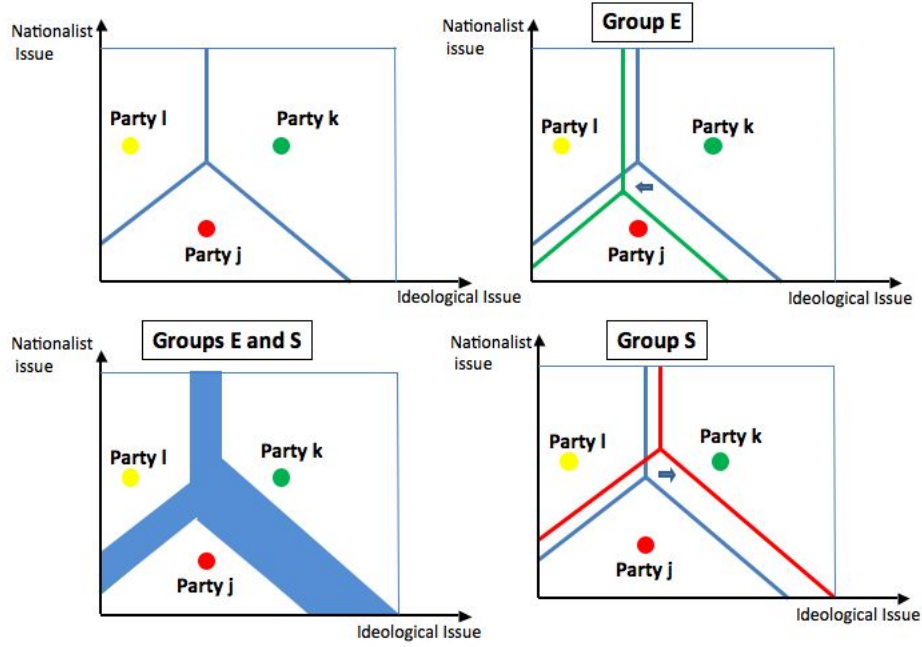 Nationalist
Issue
Party l
Party k
Party j
Ideological Issue
Group E
Nationalist
issue
Party l
Party k
Party j
Ideological Issue
Groups E and S
Nationalist
issue
Party l
Party k
Party j
Ideological Issue
Group S
Nationalist
issue
Party l
Party k
Party j
Ideological Issue